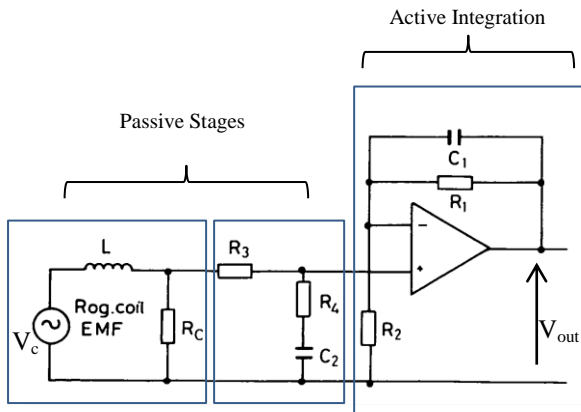 Active Integration
Passive Stages
C1
R1
L
R3
−
+
Rog.coil
EMF
RC
R4
R2
Vc
C2
Vout